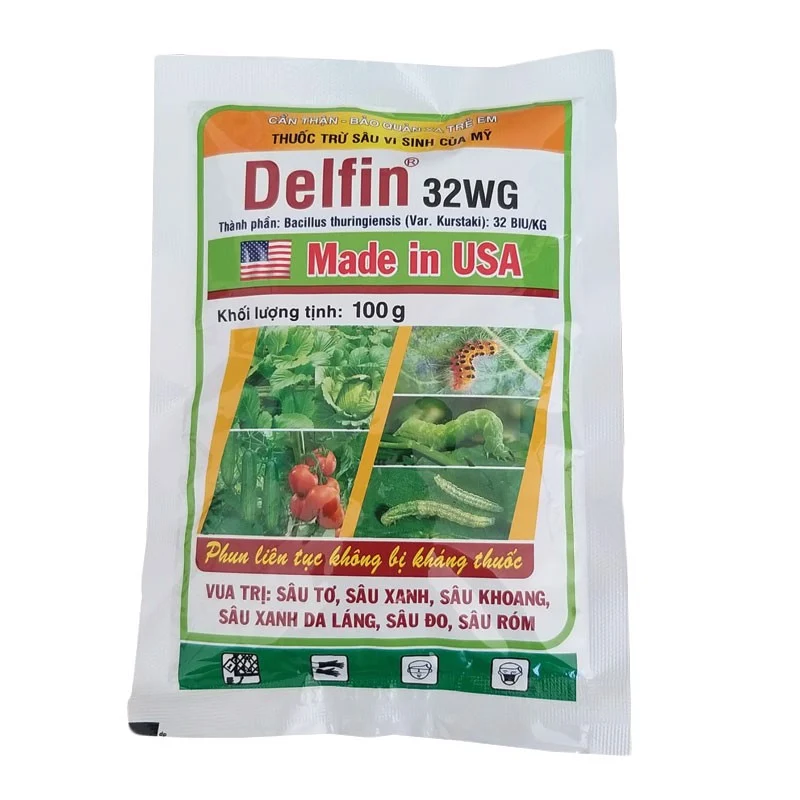 CẨN THẬN - BẢO QUẢN XA TRẺ EM
THUỐC TRỪ SÂU VI SINH CỦA MỸ
Delfin® 32WG
Thành phần: Bacillus thuringiensis (Var. Kurstaki): 32 BIU/KG
Made in USA
Khối lượng tịnh: 100 g
Phun liên tục không bị kháng thuốc
VUA TRỊ: SÂU TƠ, SÂU XANH, SÂU KHOANG,
SÂU XANH DA LÁNG, SÂU ĐO, SÂU RÓM